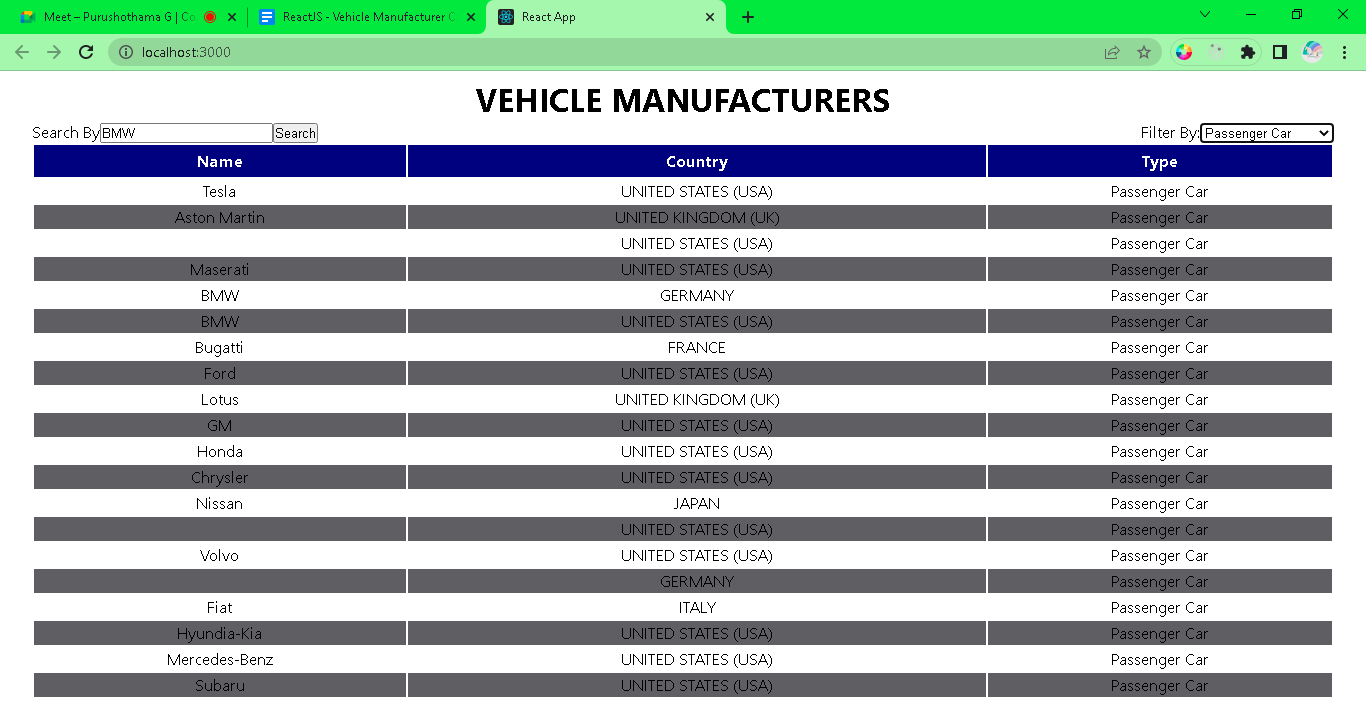 Meet – Purushothama G | Co
ReactJS - Vehicle Manufacturer C
React App
localhost:3000
VEHICLE MANUFACTURERS
Search By BMW Search Filter By: Passenger Car
Name Country Type
Tesla UNITED STATES (USA) Passenger Car
Aston Martin UNITED KINGDOM (UK) Passenger Car
UNITED STATES (USA) Passenger Car
Maserati UNITED STATES (USA) Passenger Car
BMW GERMANY Passenger Car
BMW UNITED STATES (USA) Passenger Car
Bugatti FRANCE Passenger Car
Ford UNITED STATES (USA) Passenger Car
Lotus UNITED KINGDOM (UK) Passenger Car
GM UNITED STATES (USA) Passenger Car
Honda UNITED STATES (USA) Passenger Car
Chrysler UNITED STATES (USA) Passenger Car
Nissan JAPAN Passenger Car
UNITED STATES (USA) Passenger Car
Volvo UNITED STATES (USA) Passenger Car
GERMANY Passenger Car
Fiat ITALY Passenger Car
Hyundia-Kia UNITED STATES (USA) Passenger Car
Mercedes-Benz UNITED STATES (USA) Passenger Car
Subaru UNITED STATES (USA) Passenger Car